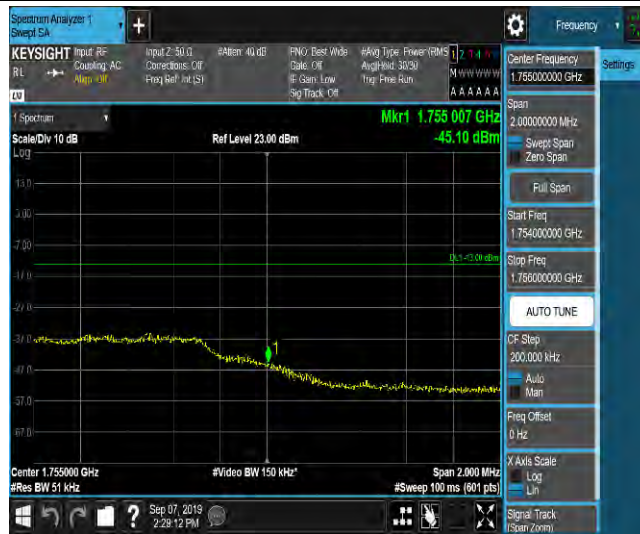 Spectrum Analyzer 1
Swept SA
+
Frequency
KEYSIGHT Input: RF
RL
Coupling: AC
Align: Off
Input Z: 50 Ω
Corrections: Off
Freq Ref: Int (S)
#Atten: 40 dB
PNO: Best Wide
Gate: Off
IF Gain: Low
Sig Track: Off
#Avg Type: Power (RMS
Avg|Hold: 30/30
Trig: Free Run
M W W W W W
A A A A A A
1 Spectrum
Scale/Div 10 dB
Log
Ref Level 23.00 dBm
Mkr1 1.755 007 GHz
-45.10 dBm
13.0
3.00
-7.00
DL1 -13.00 dBm
-17.0
-27.0
-37.0
1
-47.0
-57.0
-67.0
Center 1.755000 GHz
#Res BW 51 kHz
#Video BW 150 kHz*
Span 2.000 MHz
#Sweep 100 ms (601 pts)
Sep 07, 2019
2:29:12 PM
?
Center Frequency
1.755000000 GHz
Settings
Span
2.00000000 MHz
Swept Span
Zero Span
Full Span
Start Freq
1.754000000 GHz
Stop Freq
1.756000000 GHz
AUTO TUNE
CF Step
200.000 kHz
Auto
Man
Freq Offset
0 Hz
X Axis Scale
Log
Lin
Signal Track
(Span Zoom)